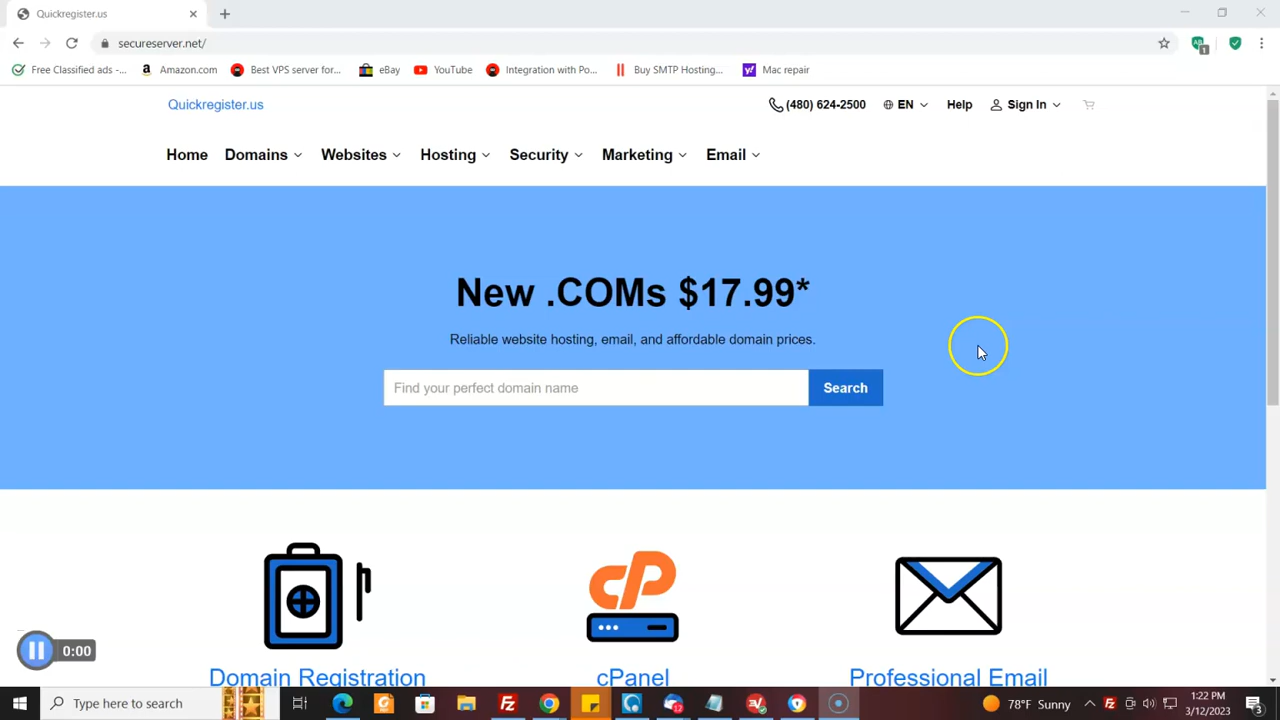 Quickregister.us
secureserver.net/
1
Free Classified ads -...
Amazon.com
Best VPS server for...
eBay
YouTube
Integration with Po...
Buy SMTP Hosting...
Mac repair
Quickregister.us
(480) 624-2500
EN
Help
Sign In
Home
Domains
Websites
Hosting
Security
Marketing
Email
New .COMs $17.99*
Reliable website hosting, email, and affordable domain prices.
Find your perfect domain name
Search
cP
0:00
Domain Registration
cPanel
Professional Email
Type here to search
78°F Sunny
1:22 PM
3/12/2023
3